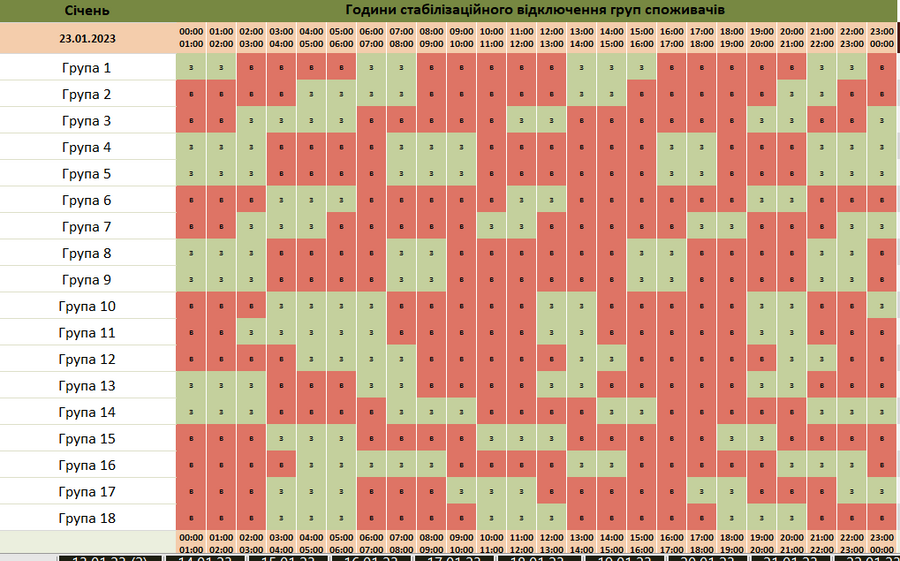 Січень Години стабілізаційного відключення груп споживачів
23.01.2023 00:00 01:00 02:00 03:00 04:00 05:00 06:00 07:00 08:00 09:00 10:00 11:00 12:00 13:00 14:00 15:00 16:00 17:00 18:00 19:00 20:00 21:00 22:00 23:00
01:00 02:00 03:00 04:00 05:00 06:00 07:00 08:00 09:00 10:00 11:00 12:00 13:00 14:00 15:00 16:00 17:00 18:00 19:00 20:00 21:00 22:00 23:00 00:00
Група 1 З З В В В В З З В В В В В З З З В В В В В З З В
Група 2 В В В В З З З З В В В В В З З В В В В В З З В В
Група 3 В В З З З З В В В В В З З В В В В В В З З В В З
Група 4 З З З В В В В З З З В В В В В В З З В В В З З З
Група 5 З З З В В В В З З З В В В В В В З З В В В З З З
Група 6 В В В З З З В В В В В З З В В В В В В З З В В В
Група 7 В В З З З В В В В В З З В В В В В З З В В В З З
Група 8 З З З В В В В З З В В В В В В З З В В В В З З В
Група 9 З З З В В В В З З В В В В В В З З В В В В З З В
Група 10 В В В З З З З В В В В В З З В В В В В З З В В З
Група 11 В В З З З З З В В В В В З З В В В В В З З В В В
Група 12 В В В В З З З З В В В В В З З В В В В В З З В В
Група 13 З З З В В В З З В В В В З З В В В В В З З В В В
Група 14 З З З В В В В З З З В В В В З З В В В В В З З З
Група 15 В В В З З З В В В В З З З В В В В В З З В В В В
Група 16 В В В В З З З З З В В В В З З В В В В В З З З В
Група 17 В В В З З З В В В З З З В В В В В З З В В В З З
Група 18 В В В З З З В В В В З З З В В В В В З З З В В В
00:00 01:00 02:00 03:00 04:00 05:00 06:00 07:00 08:00 09:00 10:00 11:00 12:00 13:00 14:00 15:00 16:00 17:00 18:00 19:00 20:00 21:00 22:00 23:00
01:00 02:00 03:00 04:00 05:00 06:00 07:00 08:00 09:00 10:00 11:00 12:00 13:00 14:00 15:00 16:00 17:00 18:00 19:00 20:00 21:00 22:00 23:00 00:00